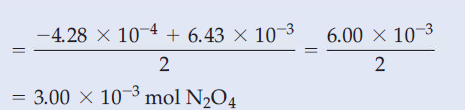 = (−4.28 × 10⁻⁴ + 6.43 × 10⁻³)/2 = (6.00 × 10⁻³)/2
= 3.00 × 10⁻³ mol N₂O₄